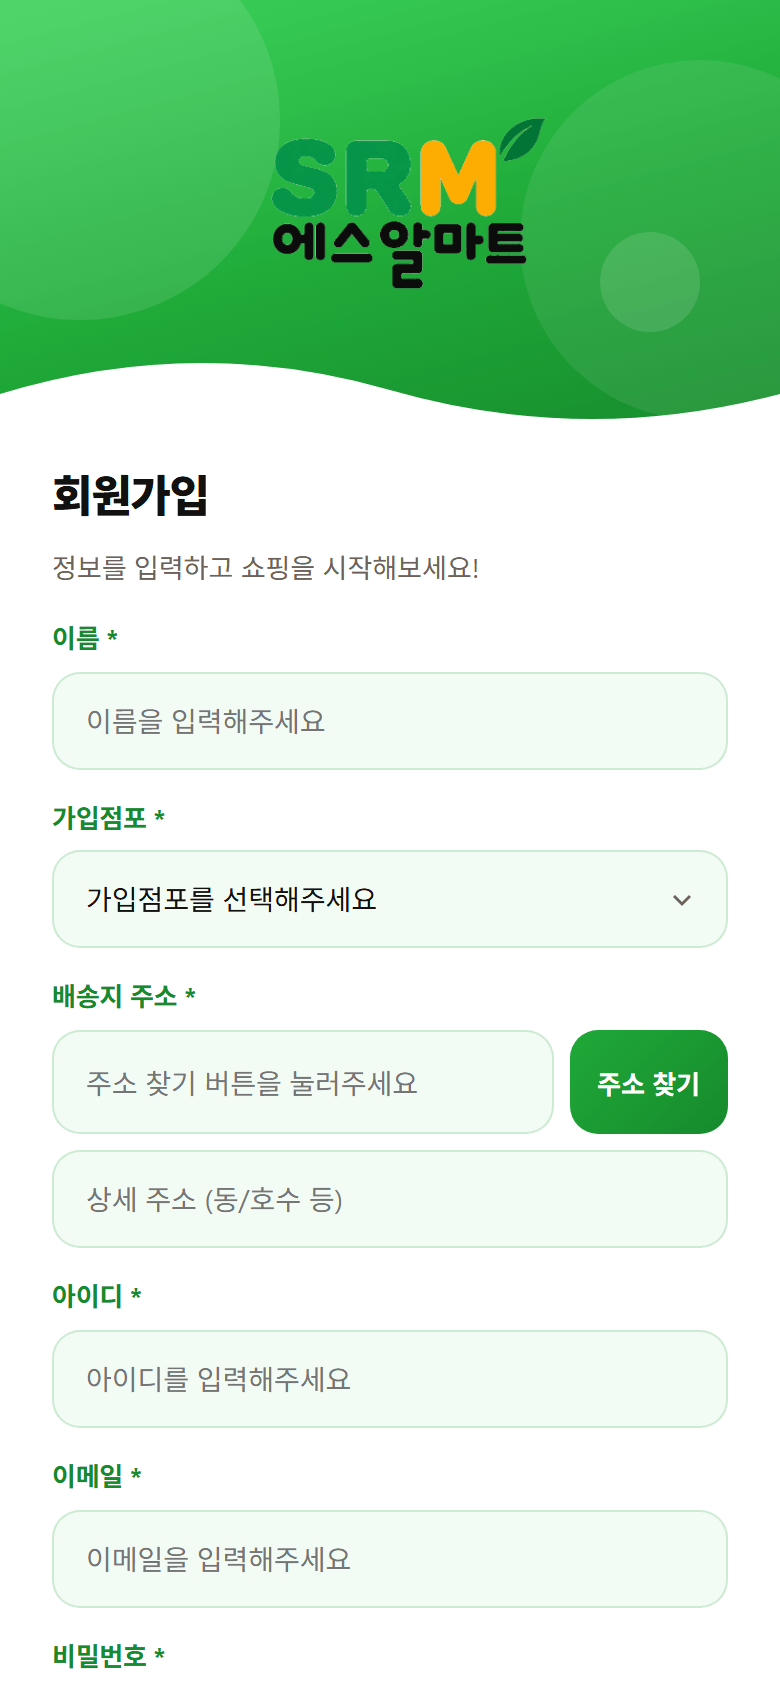 SRM
에스알마트
회원가입
정보를 입력하고 쇼핑을 시작해보세요!
이름 *
이름을 입력해주세요
가입점포 *
가입점포를 선택해주세요
배송지 주소 *
주소 찾기 버튼을 눌러주세요
주소 찾기
상세 주소 (동/호수 등)
아이디 *
아이디를 입력해주세요
이메일 *
이메일을 입력해주세요
비밀번호 *